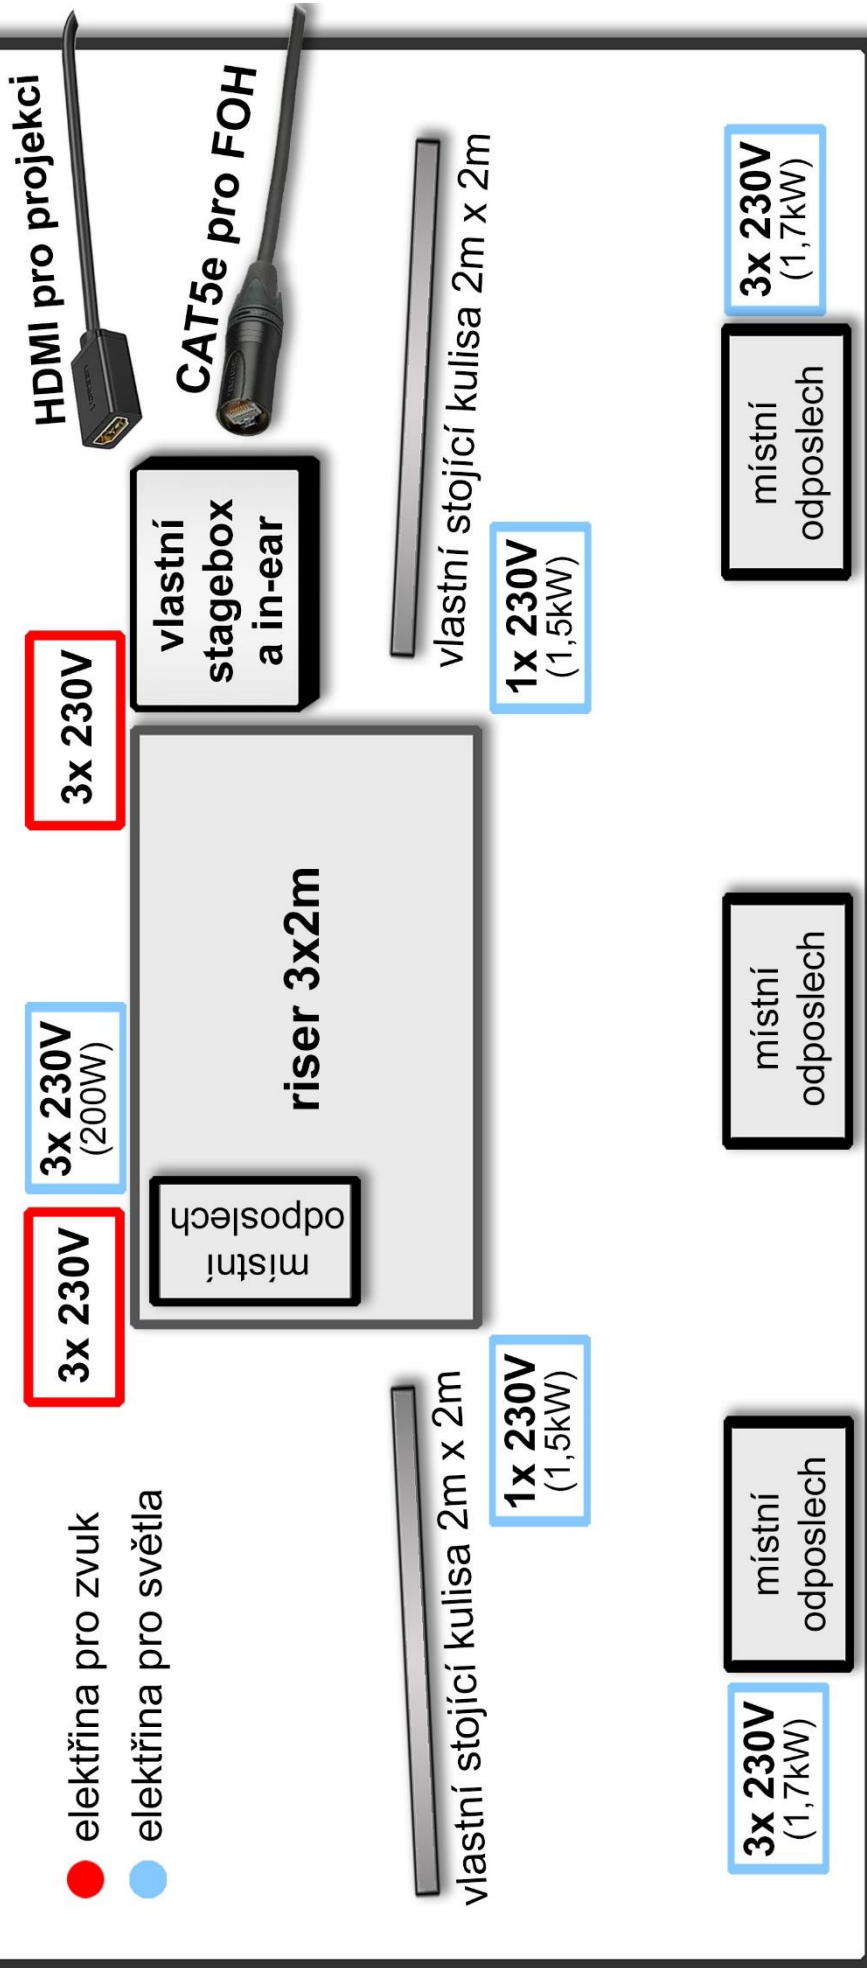 elektřina pro zvuk
elektřina pro světla
3x 230V
3x 230V
(200W)
3x 230V
HDMI pro projekci
CAT5e pro FOH
místní
odposlech
riser 3x2m
vlastní
stagebox
a in-ear
vlastní stojící kulisa 2m x 2m
vlastní stojící kulisa 2m x 2m
1x 230V
(1,5kW)
1x 230V
(1,5kW)
3x 230V
(1,7kW)
místní
odposlech
místní
odposlech
místní
odposlech
3x 230V
(1,7kW)